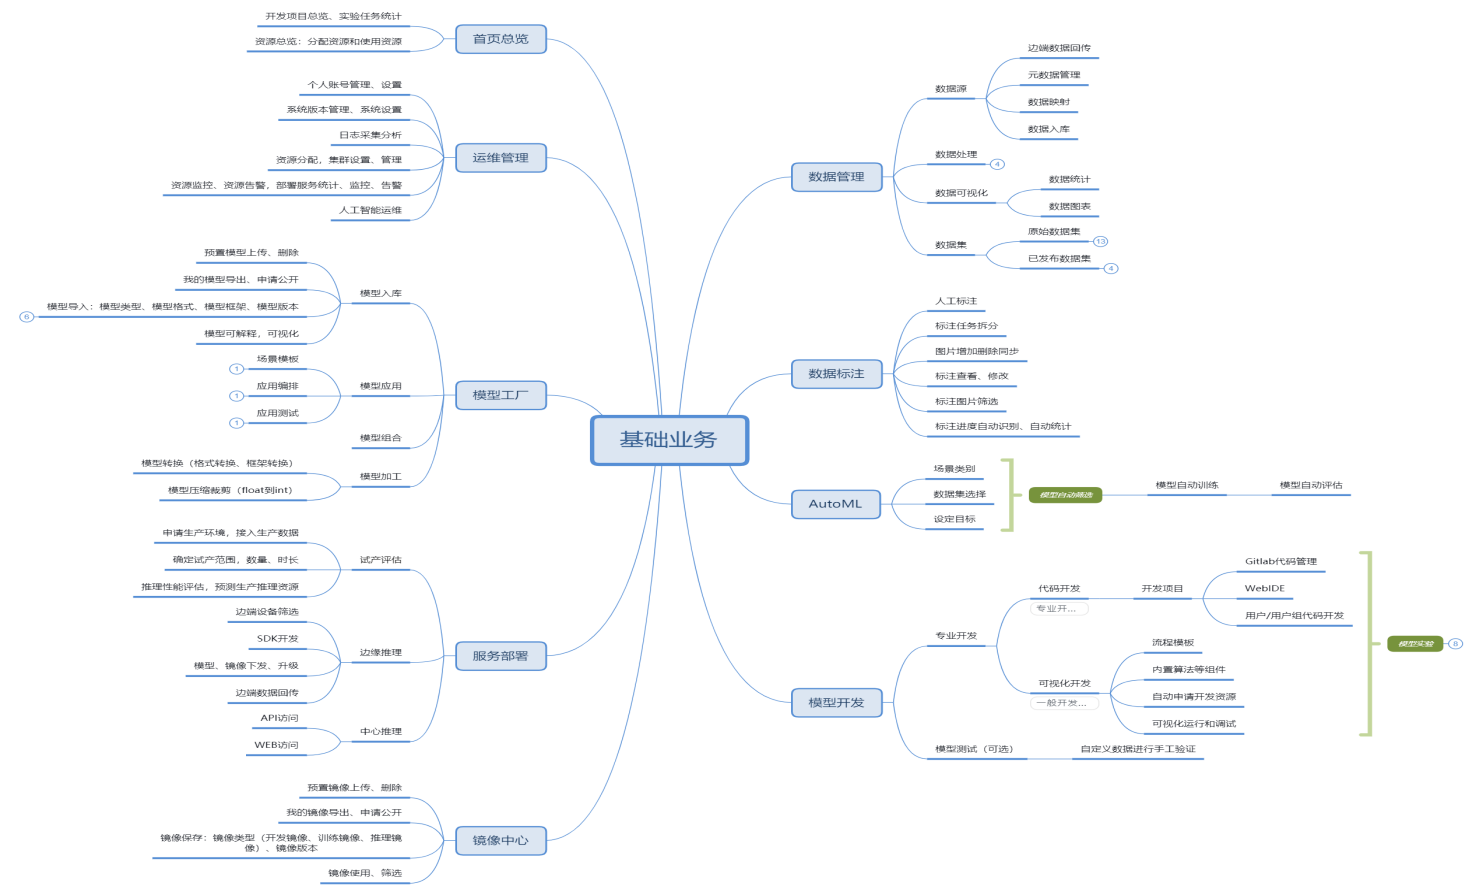 基础业务
首页总览
开发项目总览、实验任务统计
资源总览：分配资源和使用资源
运维管理
个人账号管理、设置
系统版本管理、系统设置
日志采集分析
资源分配，集群设置、管理
资源监控、资源告警，部署服务统计、监控、告警
人工智能运维
模型工厂
模型入库
预置模型上传、删除
我的模型导出、申请公开
模型导入：模型类型、模型格式、模型框架、模型版本
6
模型可解释，可视化
模型应用
场景模板
1
应用编排
1
应用测试
1
模型组合
模型加工
模型转换（格式转换、框架转换）
模型压缩裁剪（float到int）
服务部署
试产评估
申请生产环境，接入生产数据
确定试产范围，数量、时长
推理性能评估，预测生产推理资源
边缘推理
边端设备筛选
SDK开发
模型、镜像下发、升级
边端数据回传
中心推理
API访问
WEB访问
镜像中心
预置镜像上传、删除
我的镜像导出、申请公开
镜像保存：镜像类型（开发镜像、训练镜像、推理镜
像）、镜像版本
镜像使用、筛选
数据管理
数据源
边端数据回传
元数据管理
数据映射
数据入库
数据处理
4
数据可视化
数据统计
数据图表
数据集
原始数据集
13
已发布数据集
4
数据标注
人工标注
标注任务拆分
图片增加删除同步
标注查看、修改
标注图片筛选
标注进度自动识别、自动统计
AutoML
场景类别
数据集选择
设定目标
模型自动筛选
模型自动训练
模型自动评估
模型开发
专业开发
代码开发
专业开...
开发项目
Gitlab代码管理
WebIDE
用户/用户组代码开发
可视化开发
一般开发...
流程模板
内置算法等组件
自动申请开发资源
可视化运行和调试
模型实验
8
模型测试（可选）
自定义数据进行手工验证